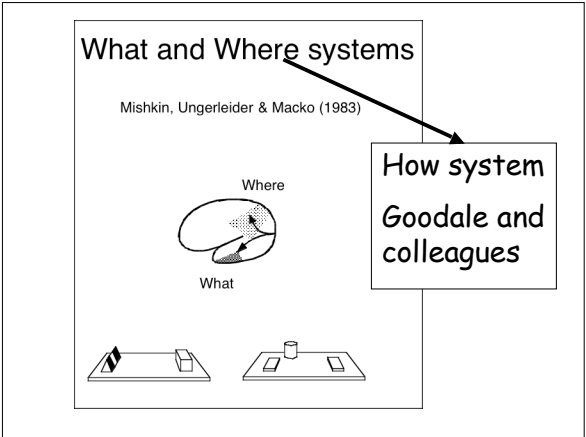 What and Where systems
Mishkin, Ungerleider & Macko (1983)
How system
Goodale and
colleagues
Where
What